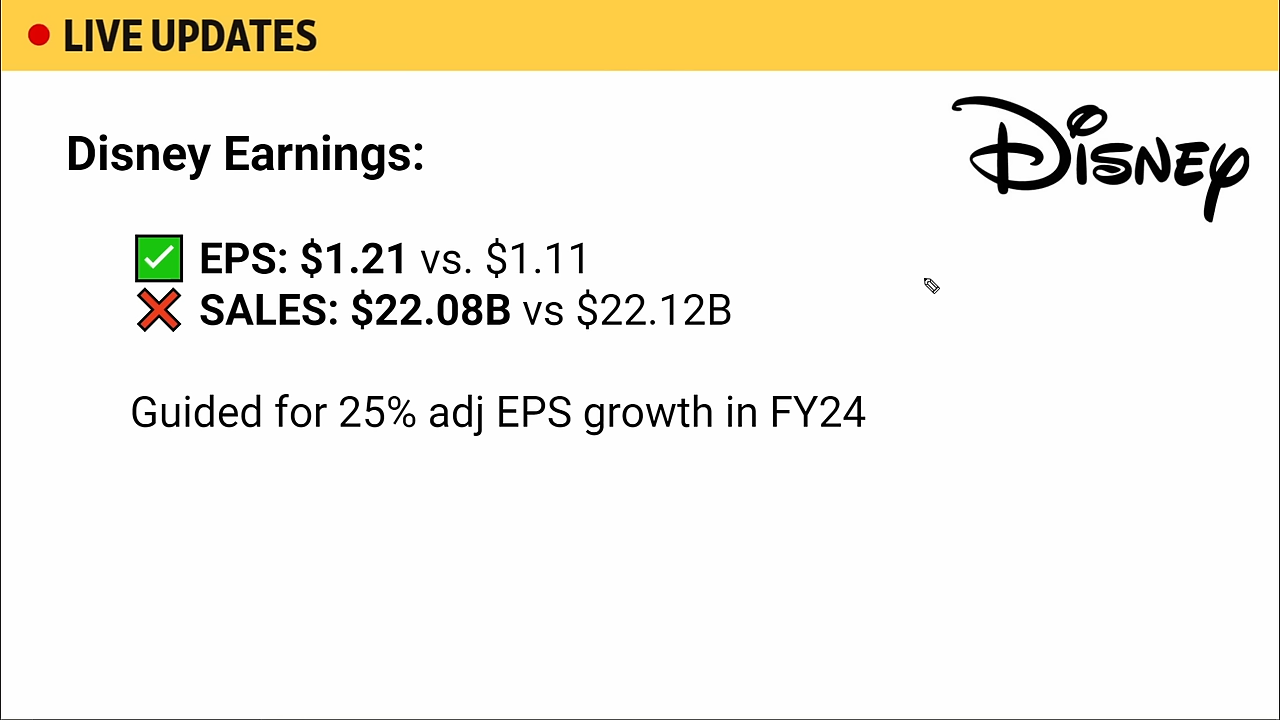 LIVE UPDATES
Disney
Disney Earnings:
EPS: $1.21 vs. $1.11
SALES: $22.08B vs $22.12B
Guided for 25% adj EPS growth in FY24